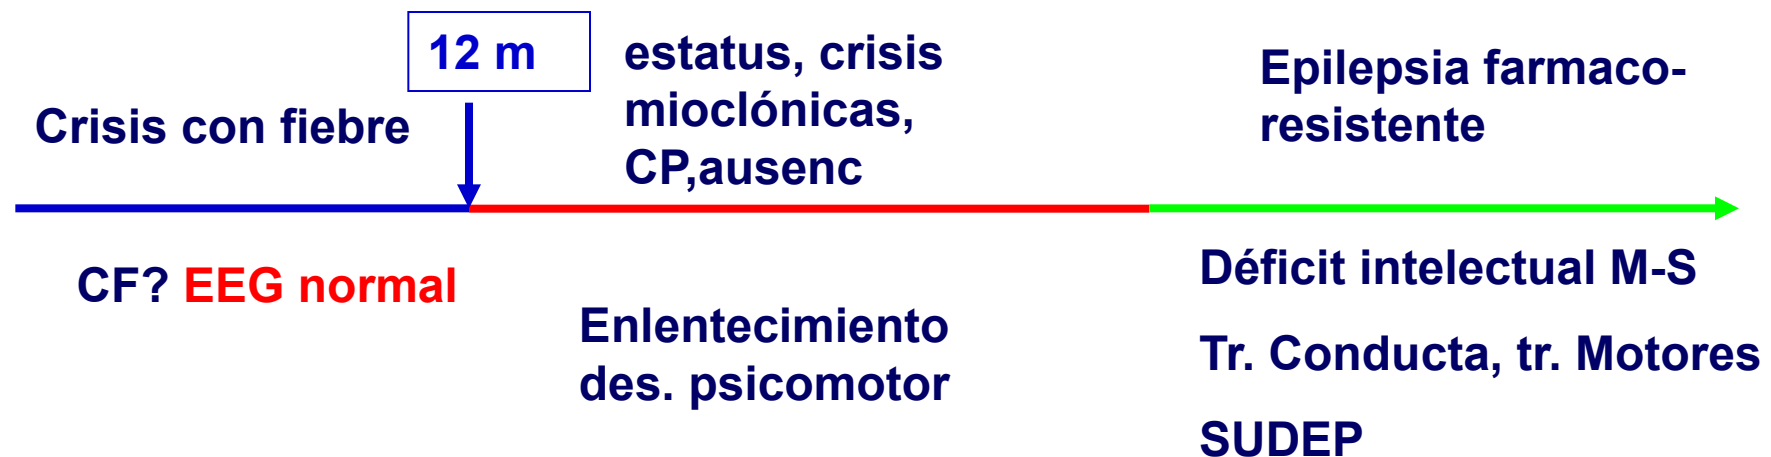 12 m
Crisis con fiebre
estatus, crisis
mioclónicas,
CP,ausenc
Epilepsia farmaco-
resistente
CF? EEG normal
Enlentecimiento
des. psicomotor
Déficit intelectual M-S
Tr. Conducta, tr. Motores
SUDEP